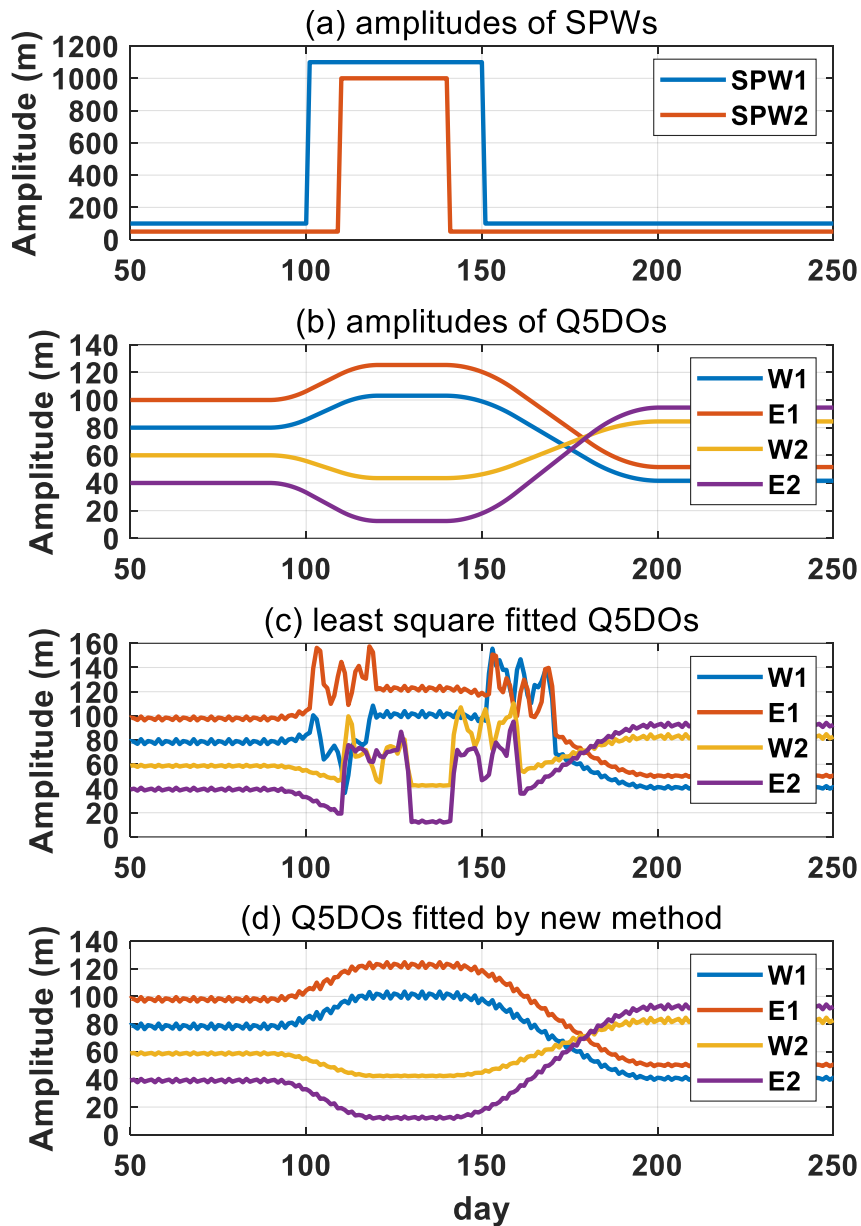 (a) amplitudes of SPWs
Amplitude (m)
1200
1000
800
600
400
200
0
SPW1
SPW2
50 100 150 200 250
(b) amplitudes of Q5DOs
Amplitude (m)
140
120
100
80
60
40
20
0
W1
E1
W2
E2
50 100 150 200 250
(c) least square fitted Q5DOs
Amplitude (m)
160
140
120
100
80
60
40
20
0
W1
E1
W2
E2
50 100 150 200 250
(d) Q5DOs fitted by new method
Amplitude (m)
140
120
100
80
60
40
20
0
W1
E1
W2
E2
50 100 150 200 250
day